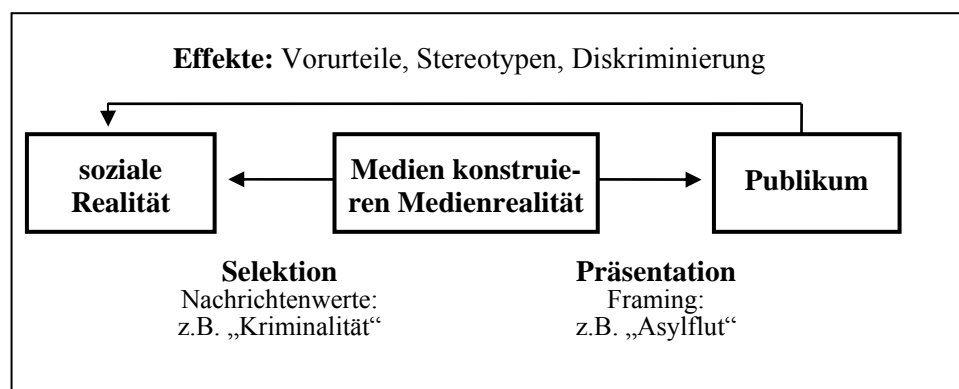 Effekte: Vorurteile, Stereotypen, Diskriminierung
soziale
Realität
Medien konstruie-
ren Medienrealität
Publikum
Selektion
Nachrichtenwerte:
z.B. „Kriminalität“
Präsentation
Framing:
z.B. „Asylflut“